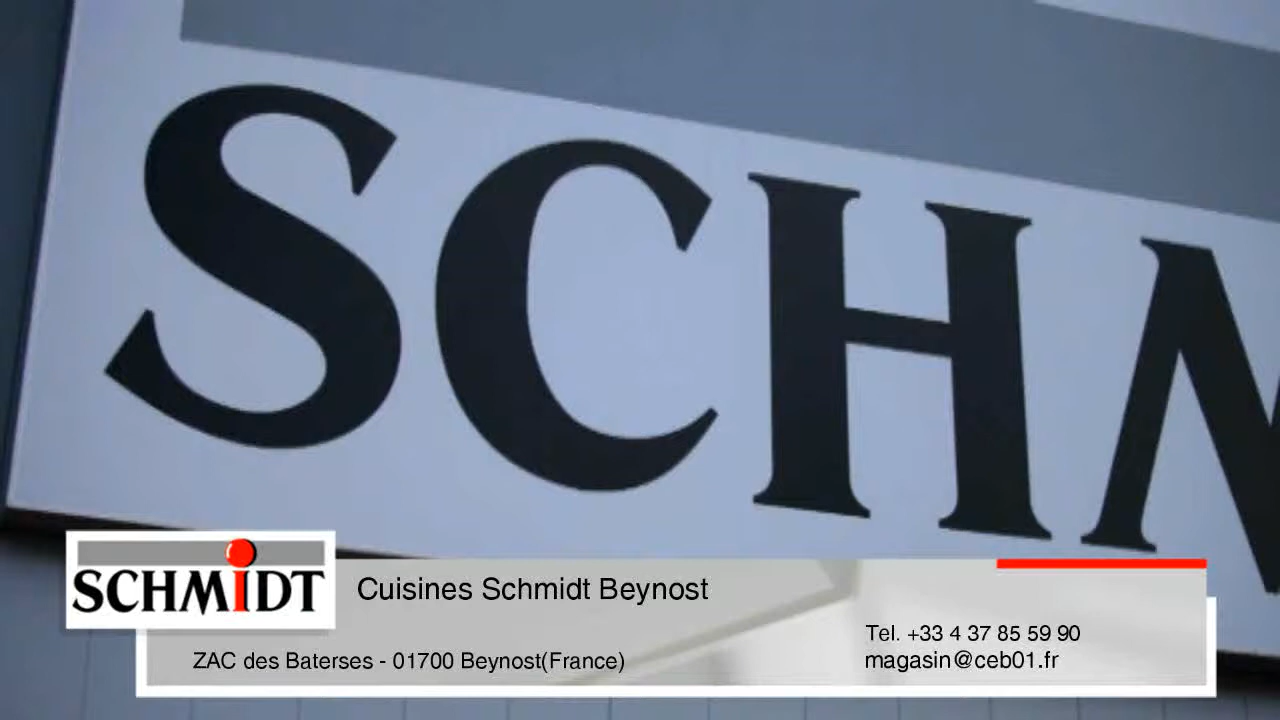 SCHM
SCHMIDT
Cuisines Schmidt Beynost
Tel. +33 4 37 85 59 90
ZAC des Baterses - 01700 Beynost(France)
magasin@ceb01.fr